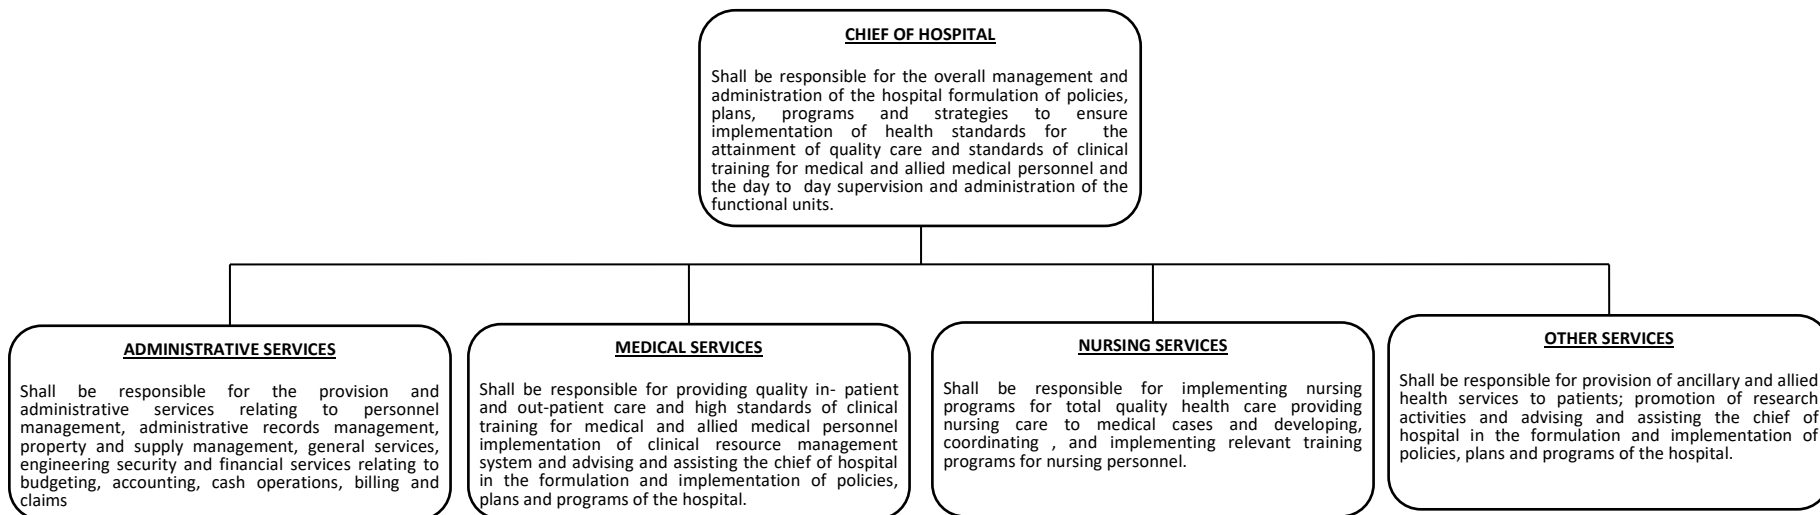 CHIEF OF HOSPITAL
Shall be responsible for the overall management and
administration of the hospital formulation of policies,
plans, programs and strategies to ensure
implementation of health standards for the
attainment of quality care and standards of clinical
training for medical and allied medical personnel and
the day to day supervision and administration of the
functional units.
ADMINISTRATIVE SERVICES
Shall be responsible for the provision and
administrative services relating to personnel
management, administrative records management,
property and supply management, general services,
engineering security and financial services relating to
budgeting, accounting, cash operations, billing and
claims
MEDICAL SERVICES
Shall be responsible for providing quality in- patient
and out-patient care and high standards of clinical
training for medical and allied medical personnel
implementation of clinical resource management
system and advising and assisting the chief of hospital
in the formulation and implementation of policies,
plans and programs of the hospital.
NURSING SERVICES
Shall be responsible for implementing nursing
programs for total quality health care providing
nursing care to medical cases and developing,
coordinating , and implementing relevant training
programs for nursing personnel.
OTHER SERVICES
Shall be responsible for provision of ancillary and allied
health services to patients; promotion of research
activities and advising and assisting the chief of
hospital in the formulation and implementation of
policies, plans and programs of the hospital.